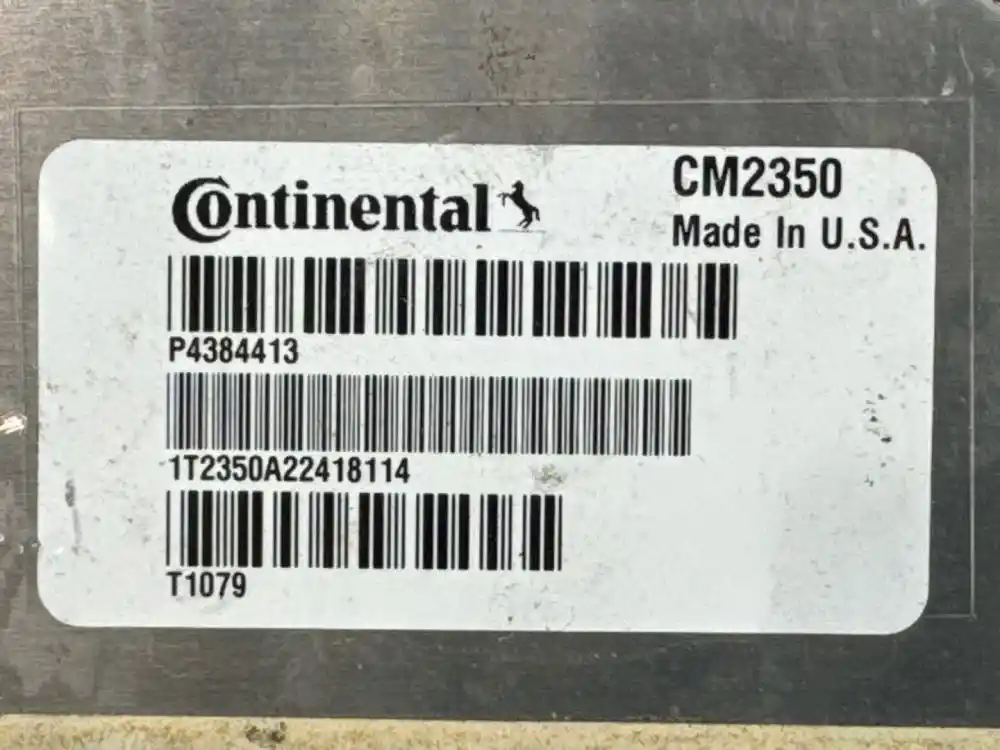 Continental
CM2350
Made In U.S.A.
P4384413
1T2350A22418114
T1079